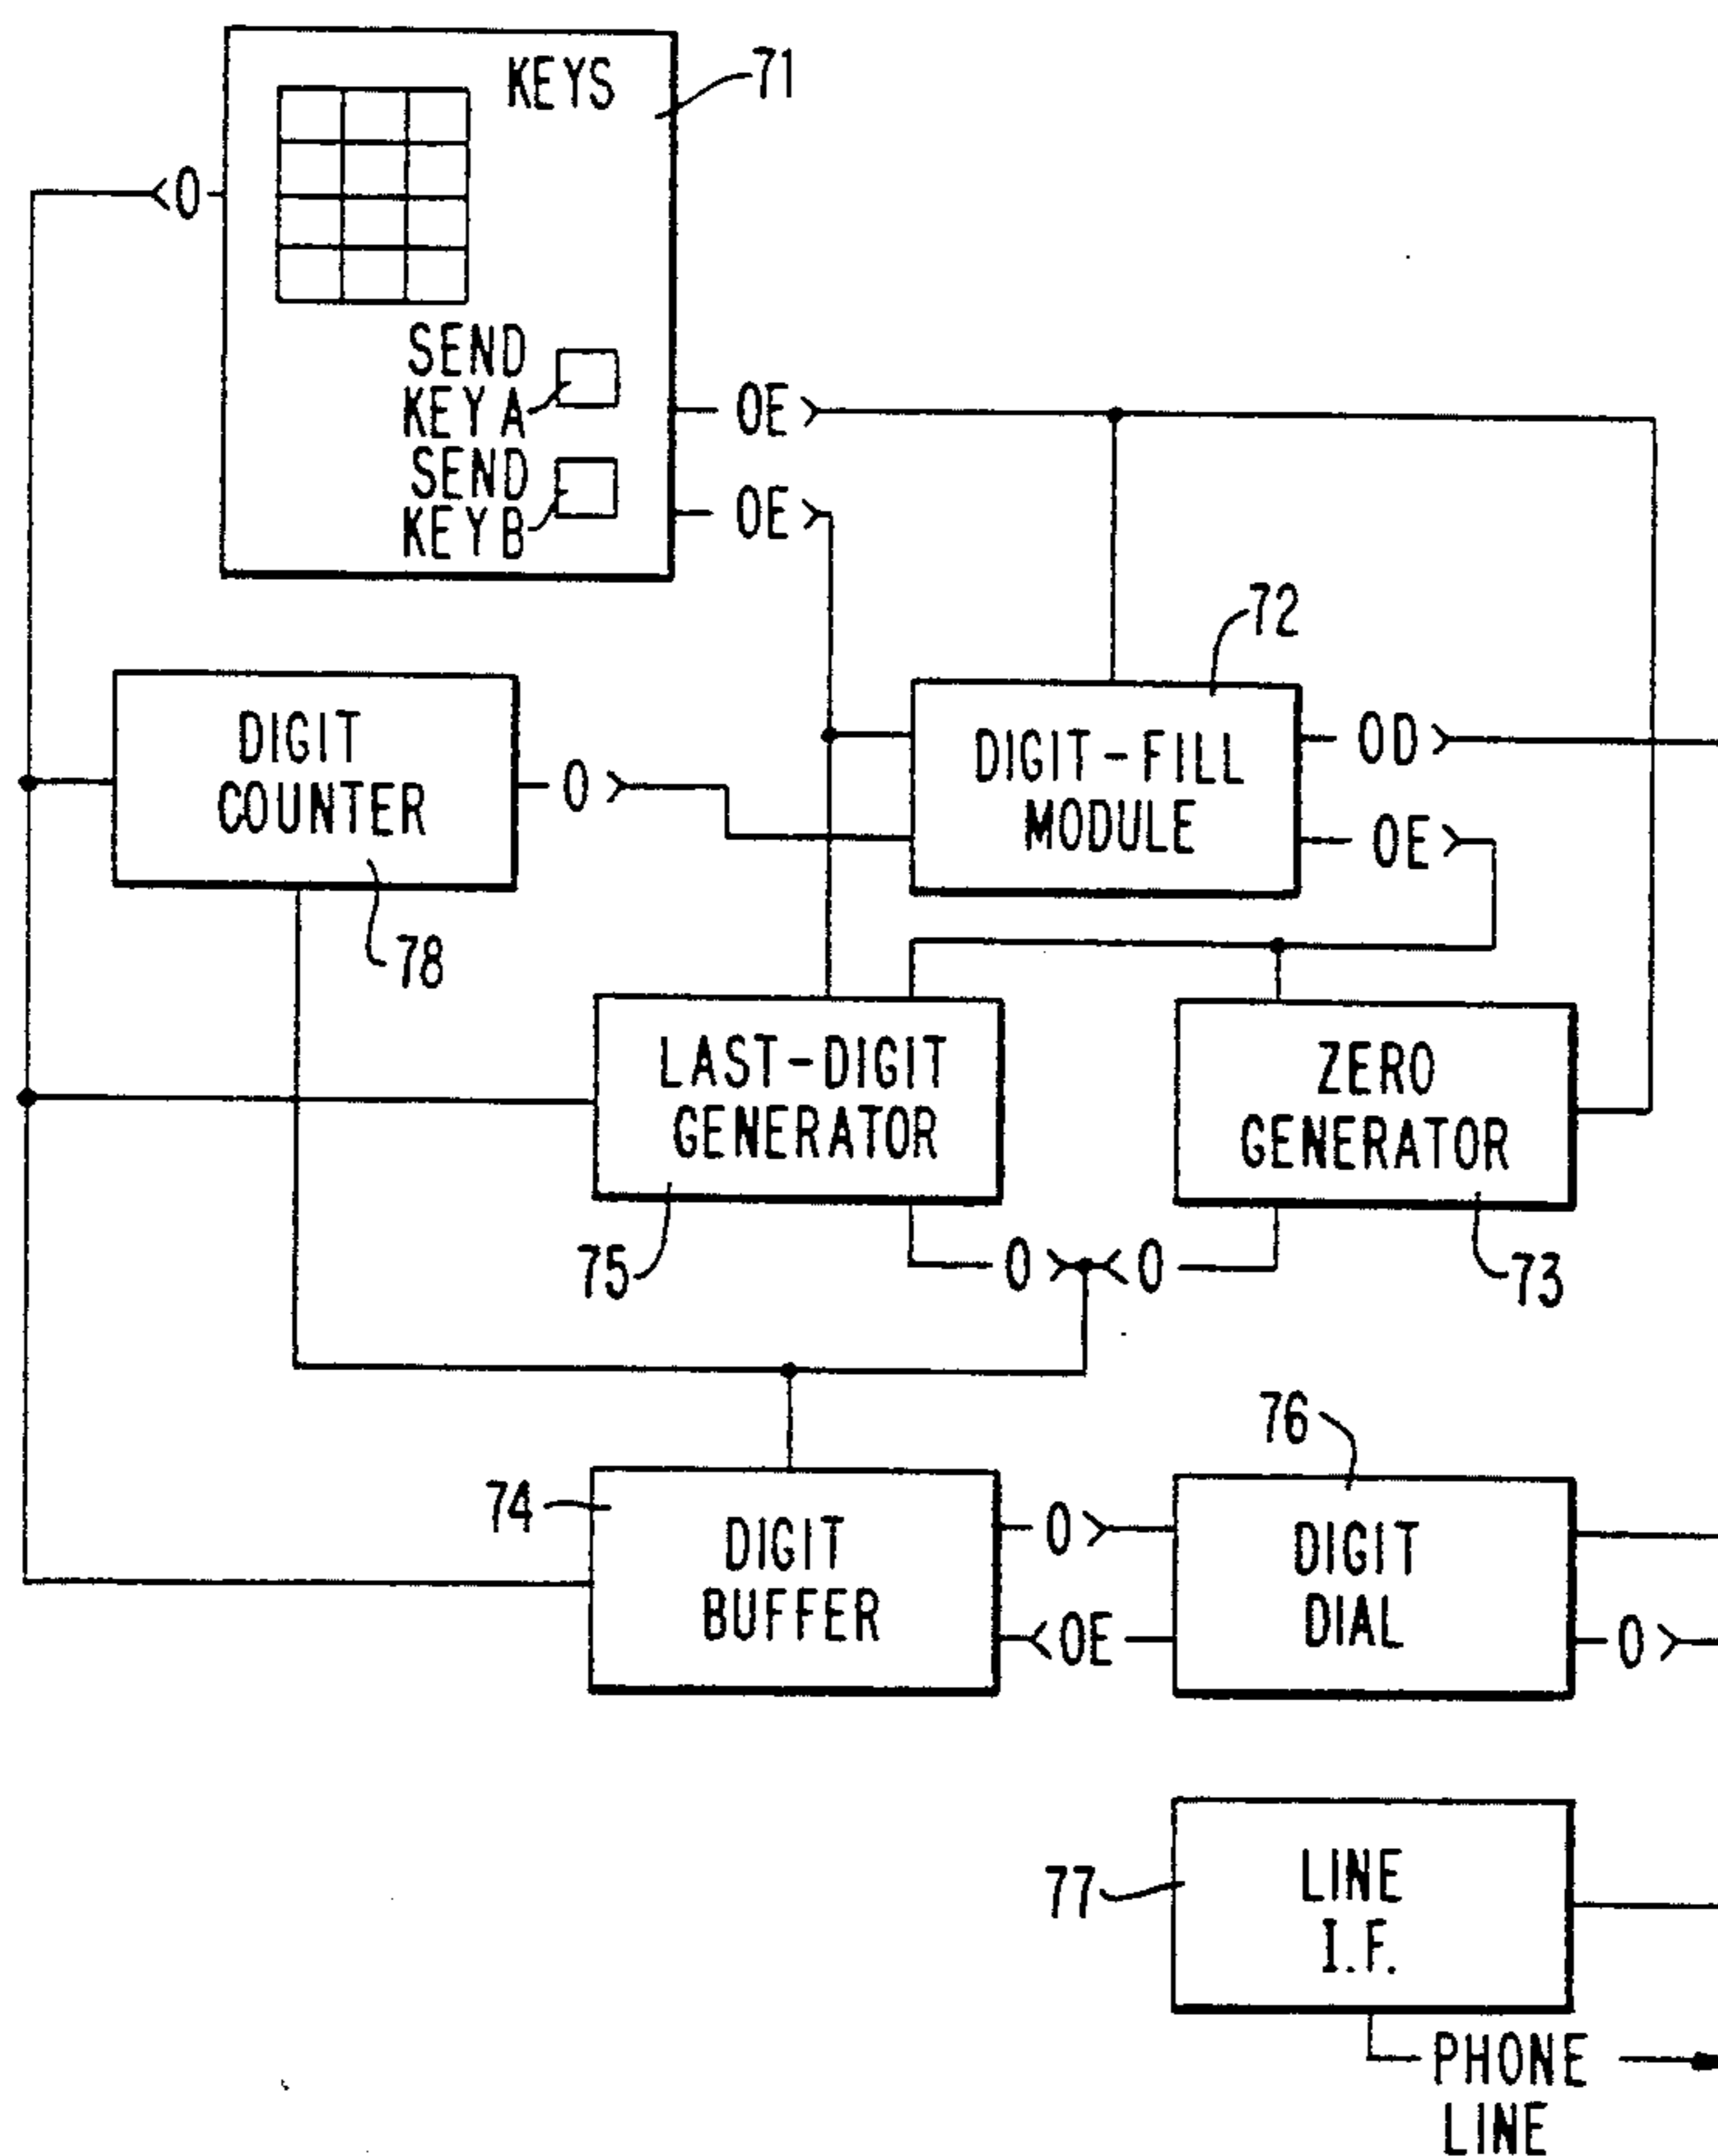 KEYS
71
<0
SEND
KEY A
SEND
KEY B
OE >
OE >
72
DIGIT
COUNTER
0 >
78
DIGIT-FILL
MODULE
OD >
OE >
LAST-DIGIT
GENERATOR
75
ZERO
GENERATOR
73
0 >
< 0
74
DIGIT
BUFFER
0 >
<OE
76
DIGIT
DIAL
0 >
77
LINE
I.F.
PHONE
LINE